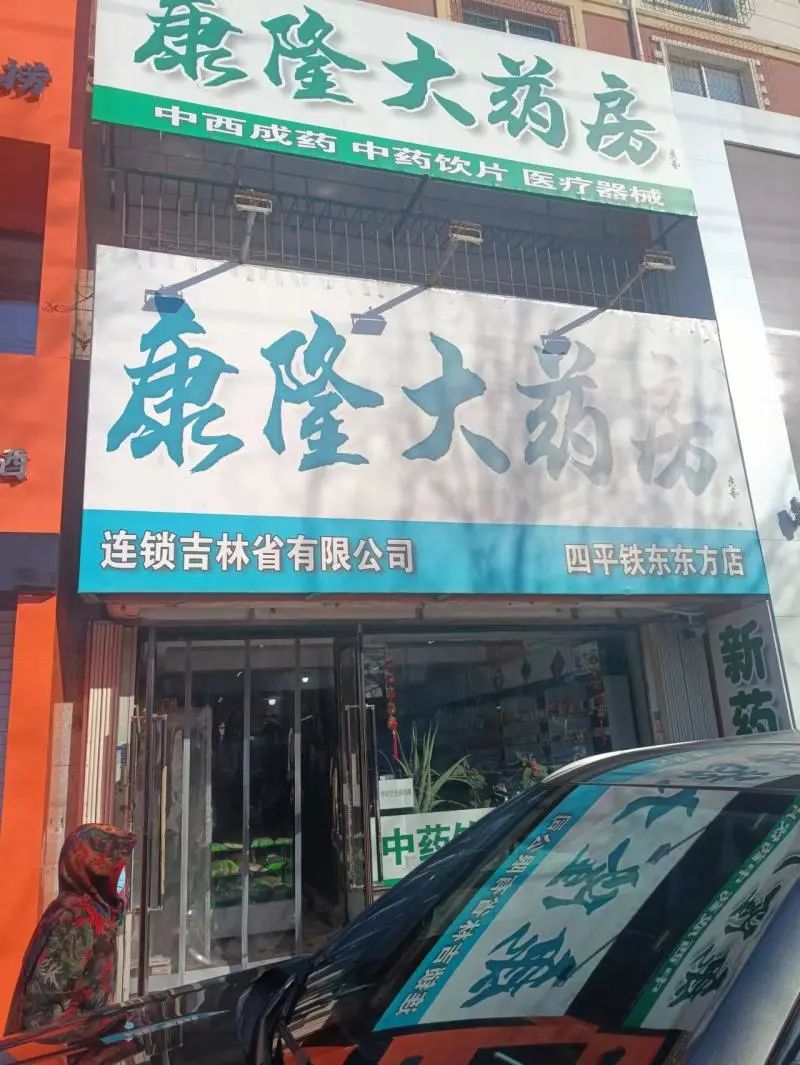 康隆大药房
中西成药 中药饮片 医疗器械
康隆大药房
连锁吉林省有限公司 四平铁东东方店
新药
中药饮